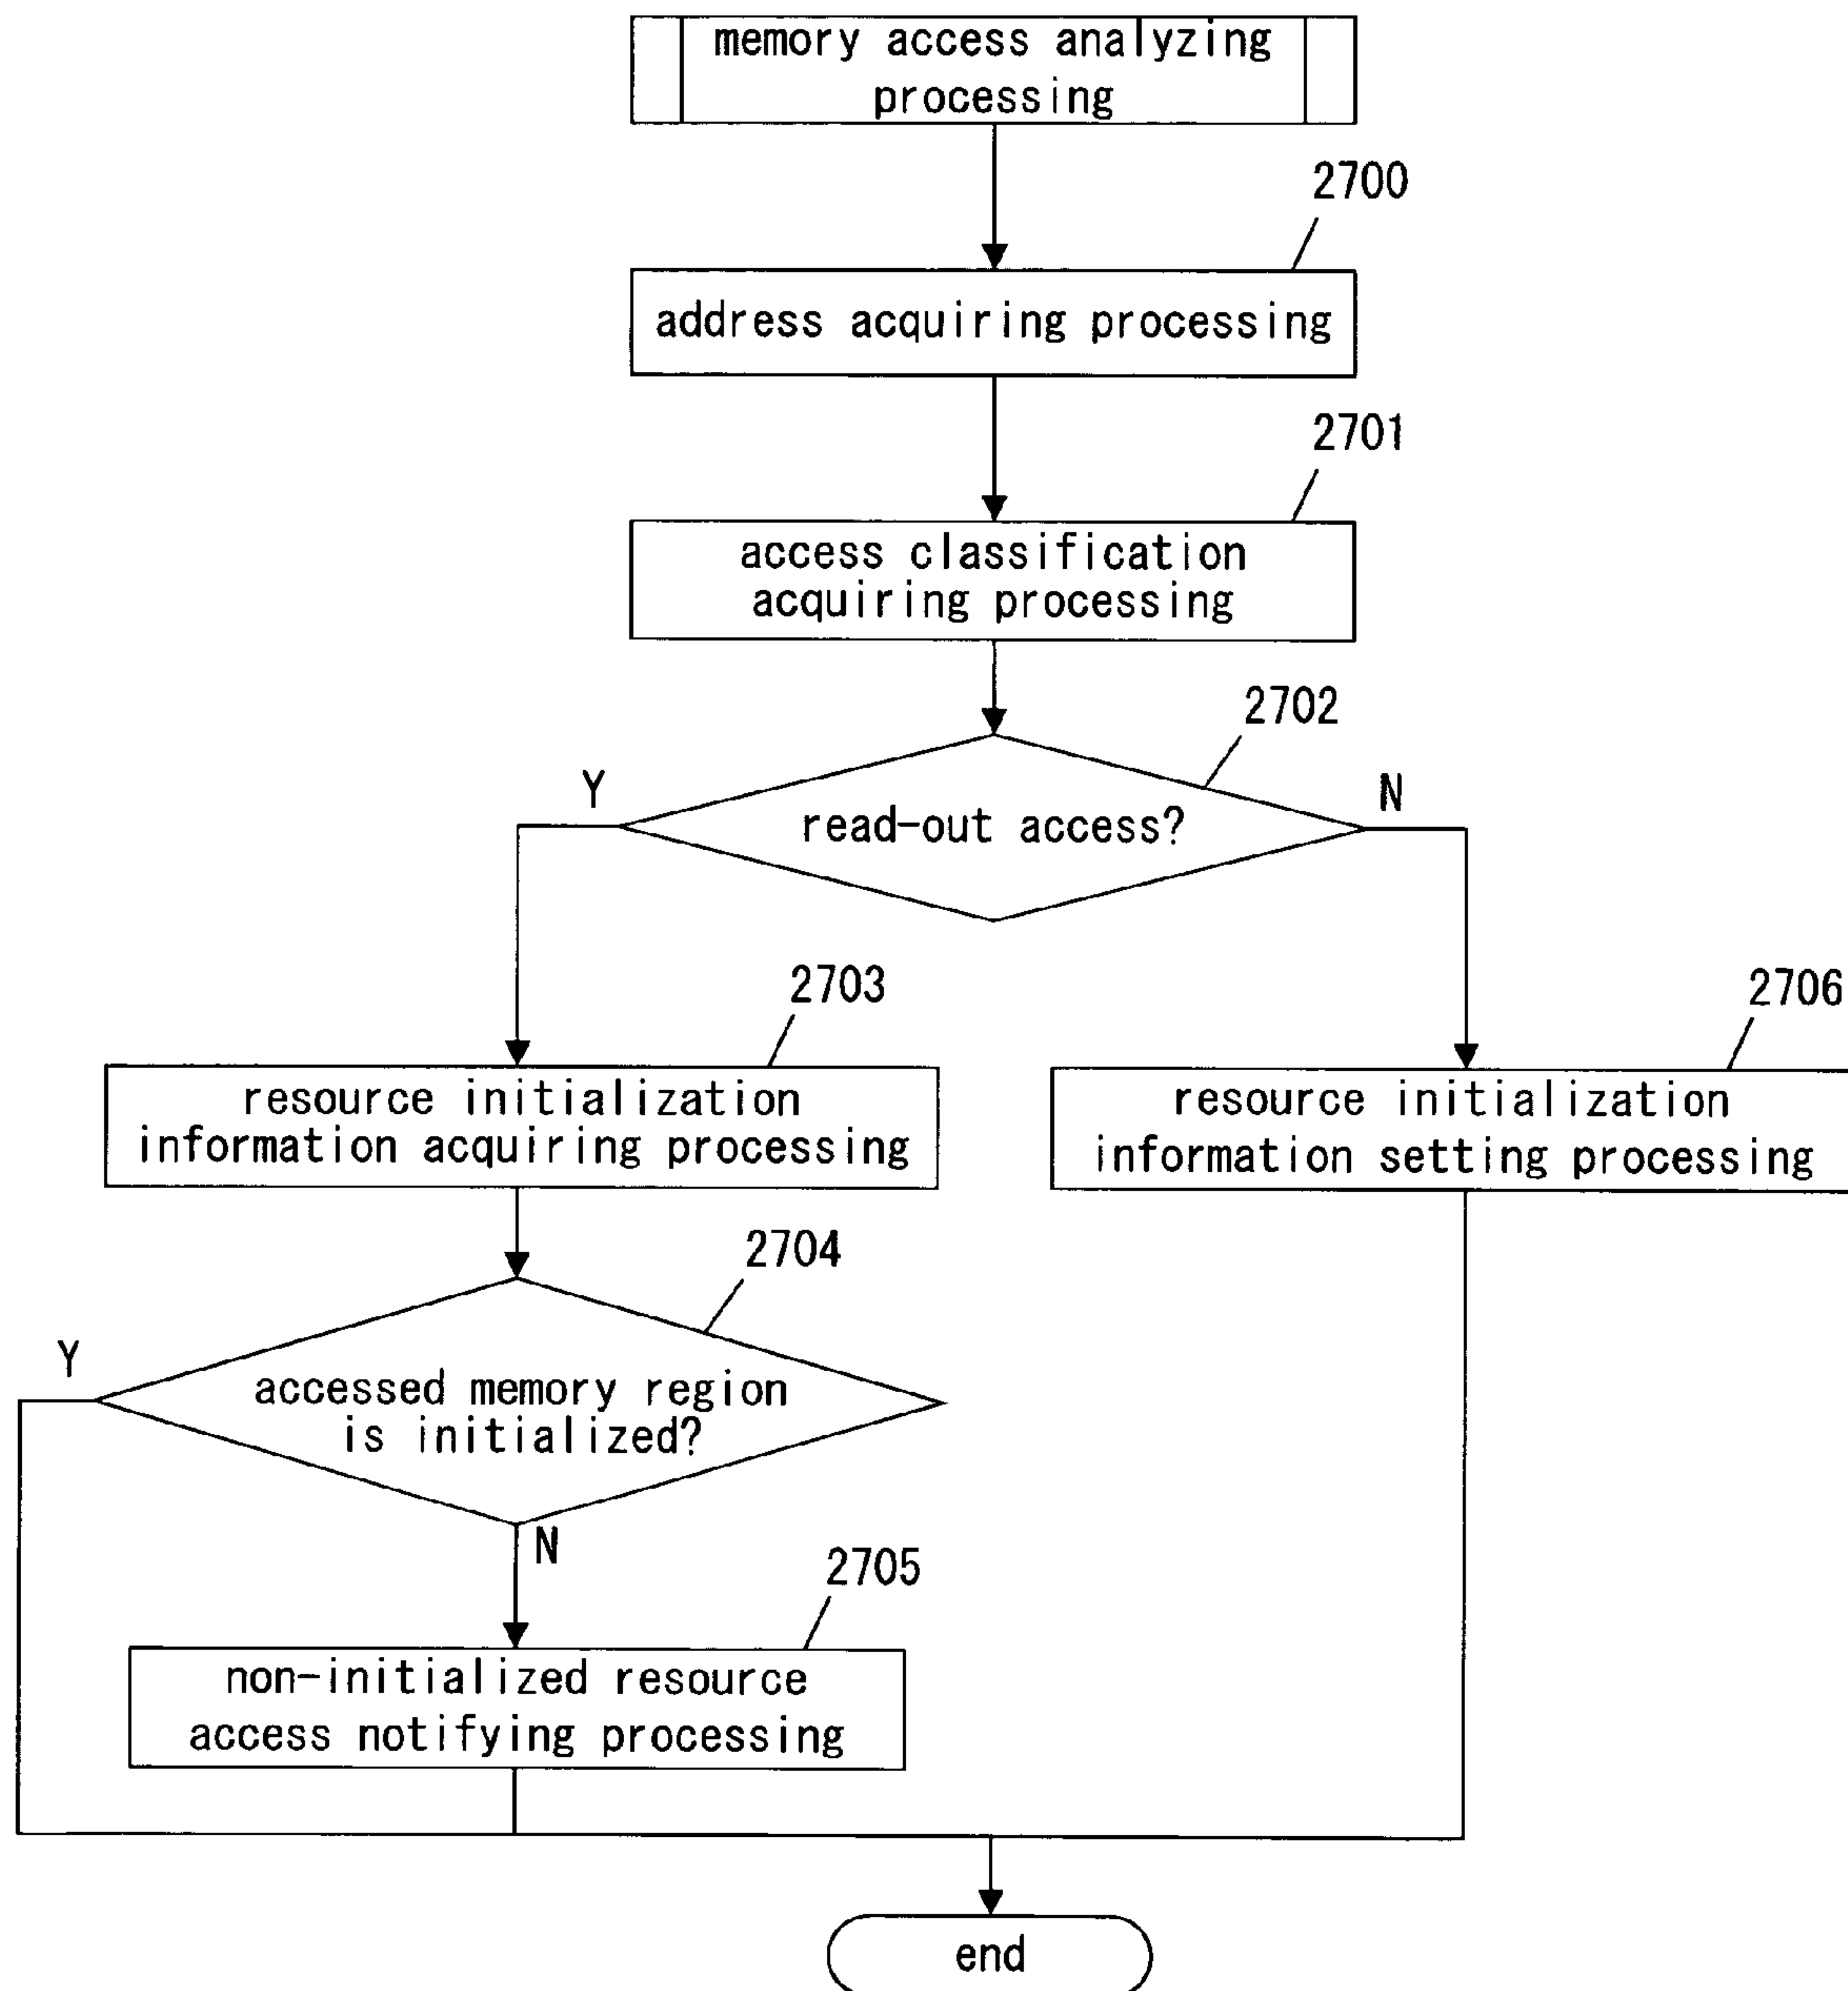 memory access analyzing
processing
2700
address acquiring processing
2701
access classification
acquiring processing
2702
Y
N
read-out access?
2703
2706
resource initialization
information acquiring processing
resource initialization
information setting processing
2704
Y
accessed memory region
is initialized?
N
2705
non-initialized resource
access notifying processing
end